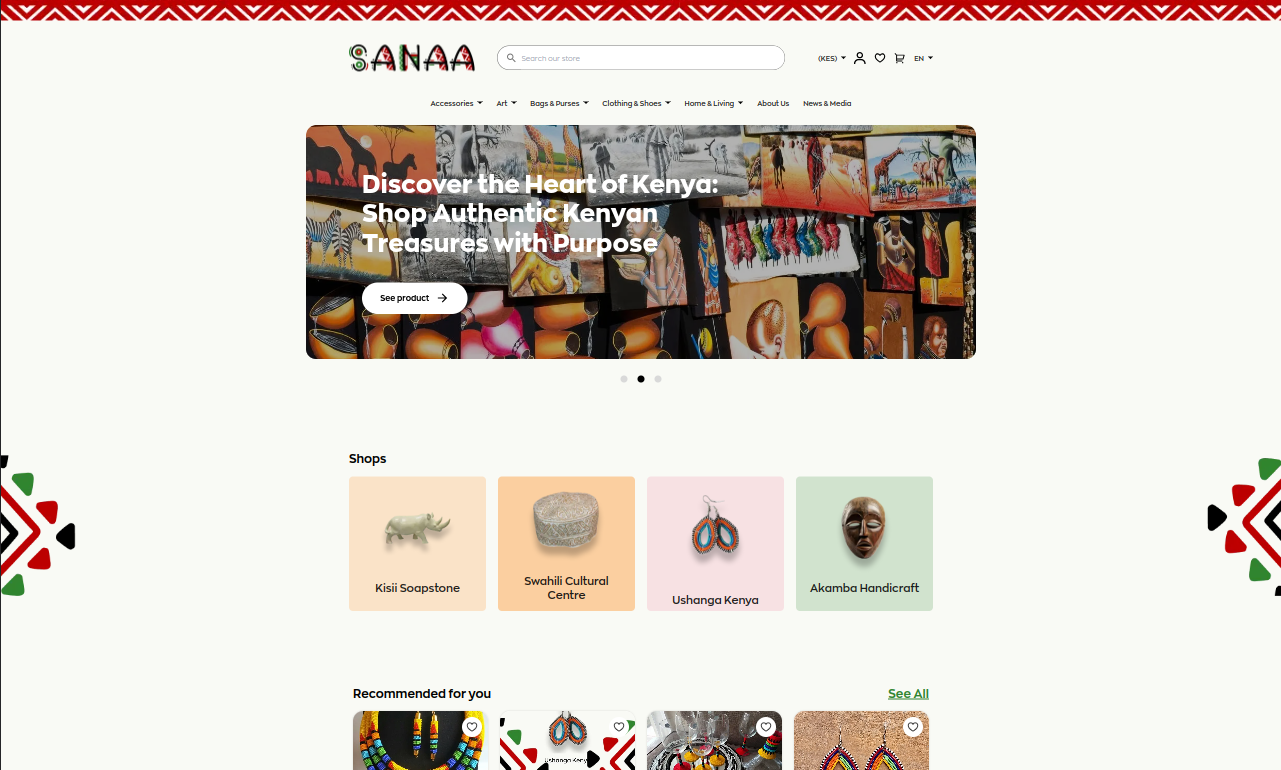 SANAA
Search our store
(KES)
EN
Accessories Art Bags & Purses Clothing & Shoes Home & Living About Us News & Media
Discover the Heart of Kenya:
Shop Authentic Kenyan
Treasures with Purpose
See product
Shops
Kisii Soapstone
Swahili Cultural
Centre
Ushanga Kenya
Akamba Handicraft
Recommended for you
See All
Ushanga Kenya